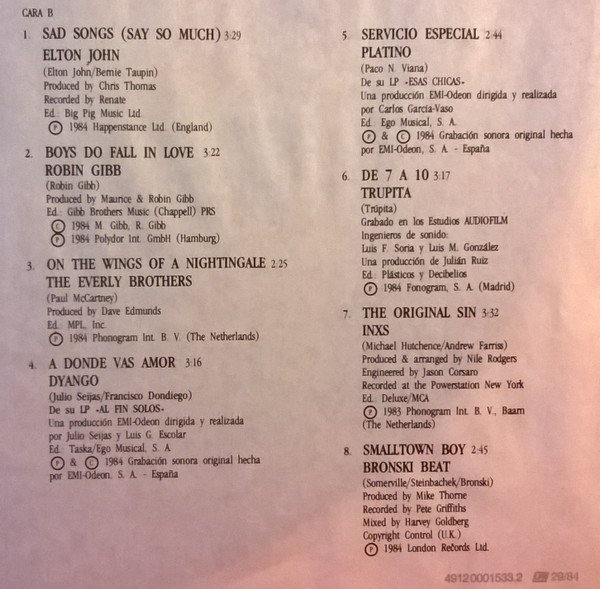 CARA B
1. SAD SONGS (SAY SO MUCH) 3:29
ELTON JOHN
(Elton John/Bernie Taupin)
Produced by Chris Thomas
Recorded by Renate
Ed.: Big Pig Music Ltd.
Ⓟ 1984 Happenstance Ltd. (England)
2. BOYS DO FALL IN LOVE 3:22
ROBIN GIBB
(Robin Gibb)
Produced by Maurice & Robin Gibb
Ed.: Gibb Brothers Music (Chappell) PRS
© 1984 M. Gibb, R. Gibb
Ⓟ 1984 Polydor Int. GmbH (Hamburg)
3. ON THE WINGS OF A NIGHTINGALE 2:25
THE EVERLY BROTHERS
(Paul McCartney)
Produced by Dave Edmunds
Ed.: MPL, Inc.
Ⓟ 1984 Phonogram Int. B. V. (The Netherlands)
4. A DONDE VAS AMOR 3:16
DYANGO
(Julio Seijas/Francisco Dondiego)
De su LP «AL FIN SOLOS»
Una producción EMI-Odeon dirigida y realizada
por Julio Seijas y Luis G. Escolar
Ed.: Taska/Ego Musical, S. A.
Ⓟ & © 1984 Grabación sonora original hecha
por EMI-Odeon, S. A. - España
5. SERVICIO ESPECIAL 2:44
PLATINO
(Paco N. Viana)
De su LP «ESAS CHICAS»
Una producción EMI-Odeon dirigida y realizada
por Carlos García-Vaso
Ed.: Ego Musical, S. A.
Ⓟ & © 1984 Grabación sonora original hecha
por EMI-Odeon, S. A. - España
6. DE 7 A 10 3:17
TRUPITA
(Trúpita)
Grabado en los Estudios AUDIOFILM
Ingenieros de sonido:
Luis F. Soria y Luis M. González
Una producción de Julián Ruiz
Ed.: Plásticos y Decibelios
Ⓟ 1984 Fonogram, S. A. (Madrid)
7. THE ORIGINAL SIN 3:32
INXS
(Michael Hutchence/Andrew Farriss)
Produced & arranged by Nile Rodgers
Engineered by Jason Corsaro
Recorded at the Powerstation New York
Ed.: Deluxe/MCA
Ⓟ 1983 Phonogram Int. B. V., Baarn
(The Netherlands)
8. SMALLTOWN BOY 2:45
BRONSKI BEAT
(Somerville/Steinbachek/Bronski)
Produced by Mike Thorne
Recorded by Pete Griffiths
Mixed by Harvey Goldberg
Copyright Control (U.K.)
Ⓟ 1984 London Records Ltd.
49120001533.2 29/84